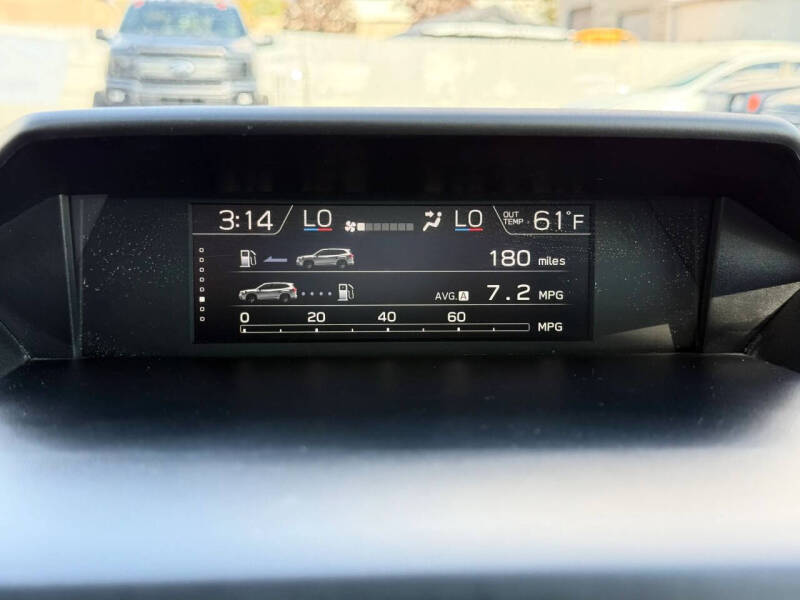 3:14 LO LO OUT TEMP 61°F
180 miles
AVG. A 7.2 MPG
0 20 40 60
MPG